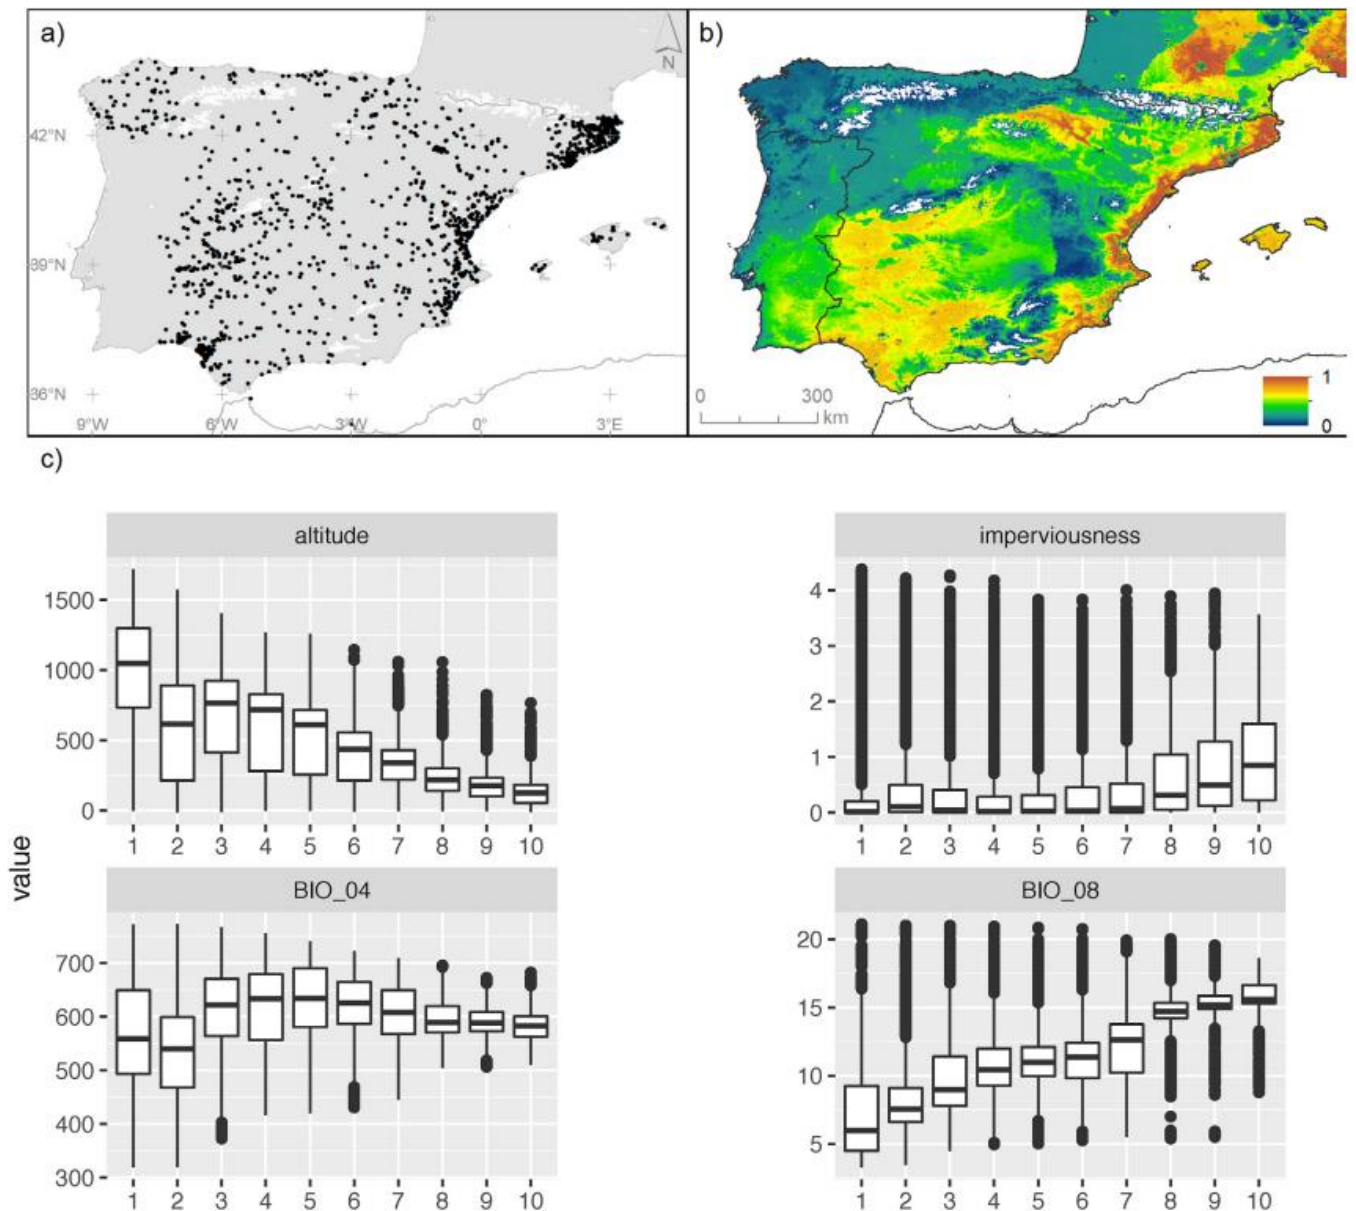 a)
N
42°N
39°N
36°N
9°W
6°W
3°W
0°
3°E
b)
0 300
km
1
0
c)
value
altitude
1500
1000
500
0
1 2 3 4 5 6 7 8 9 10
imperviousness
4
3
2
1
0
1 2 3 4 5 6 7 8 9 10
BIO_04
700
600
500
400
300
1 2 3 4 5 6 7 8 9 10
BIO_08
20
15
10
5
1 2 3 4 5 6 7 8 9 10